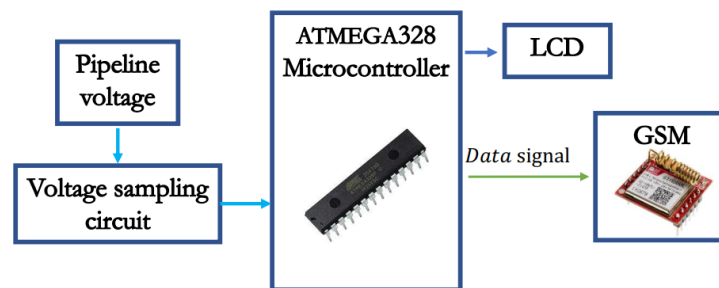 Pipeline
voltage
Voltage sampling
circuit
ATMEGA328
Microcontroller
LCD
Data signal
GSM